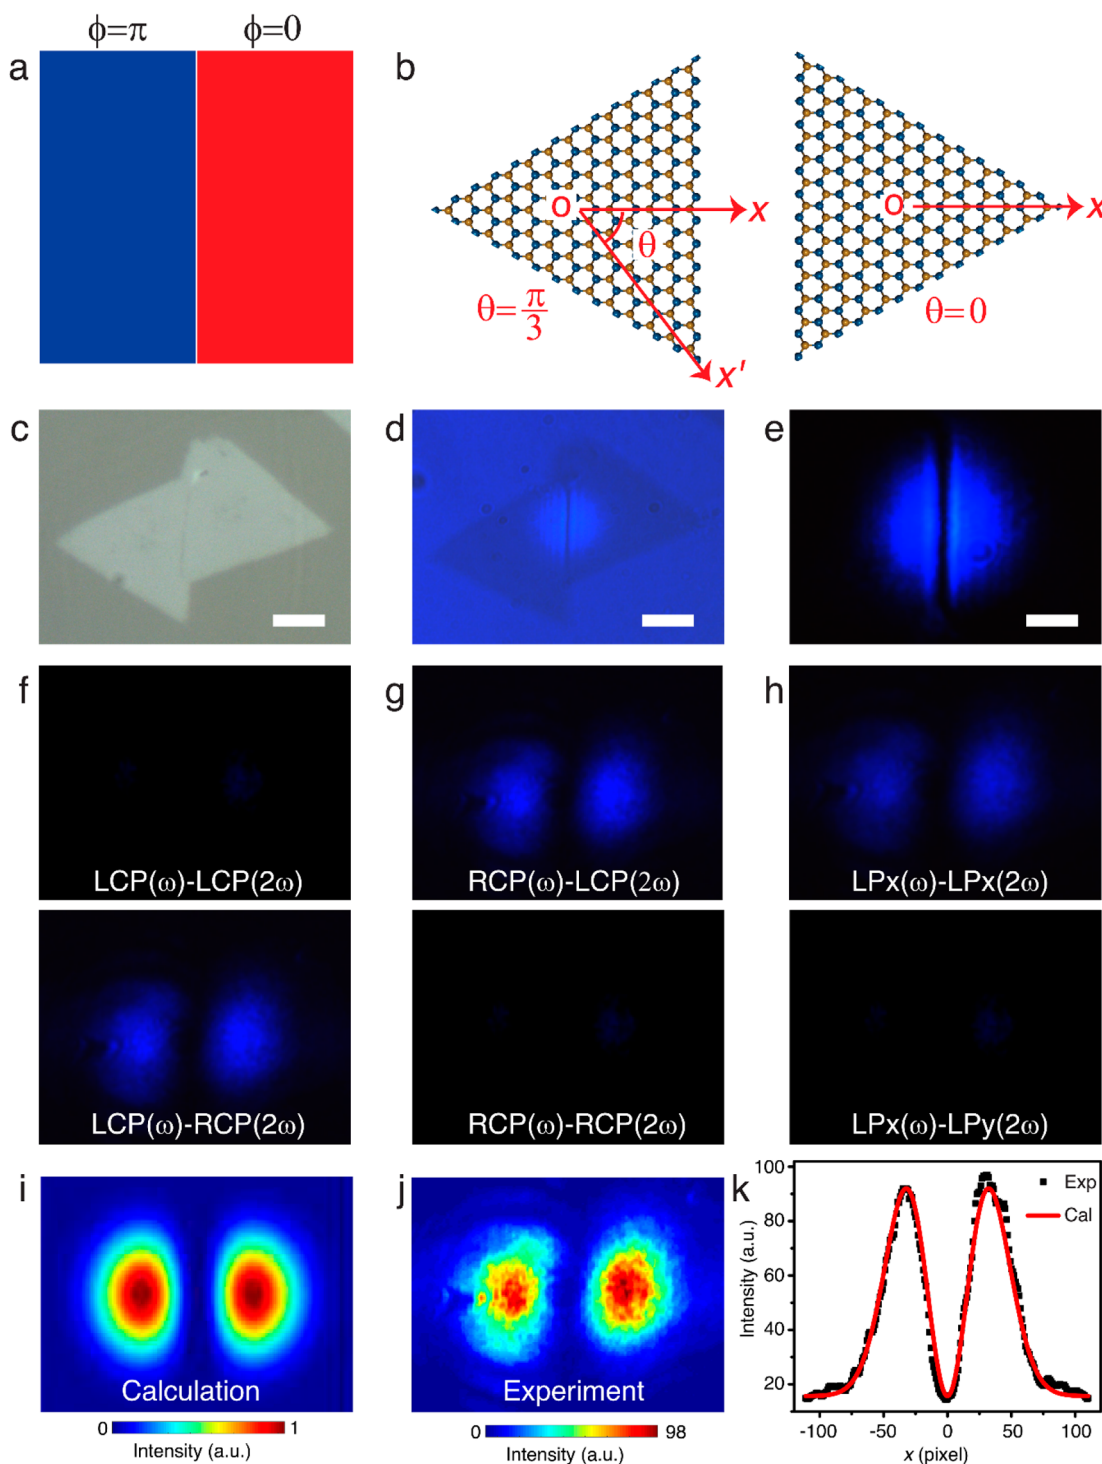 ϕ=π ϕ=0
a
b
O x
θ
θ=π/3
x′
O x
θ=0
c
d
e
f
LCP(ω)-LCP(2ω)
g
RCP(ω)-LCP(2ω)
h
LPx(ω)-LPx(2ω)
LCP(ω)-RCP(2ω)
RCP(ω)-RCP(2ω)
LPx(ω)-LPy(2ω)
i
Calculation
0 1
Intensity (a.u.)
j
Experiment
0 98
Intensity (a.u.)
k
Exp
Cal
100
80
60
40
20
Intensity (a.u.)
-100 -50 0 50 100
x (pixel)